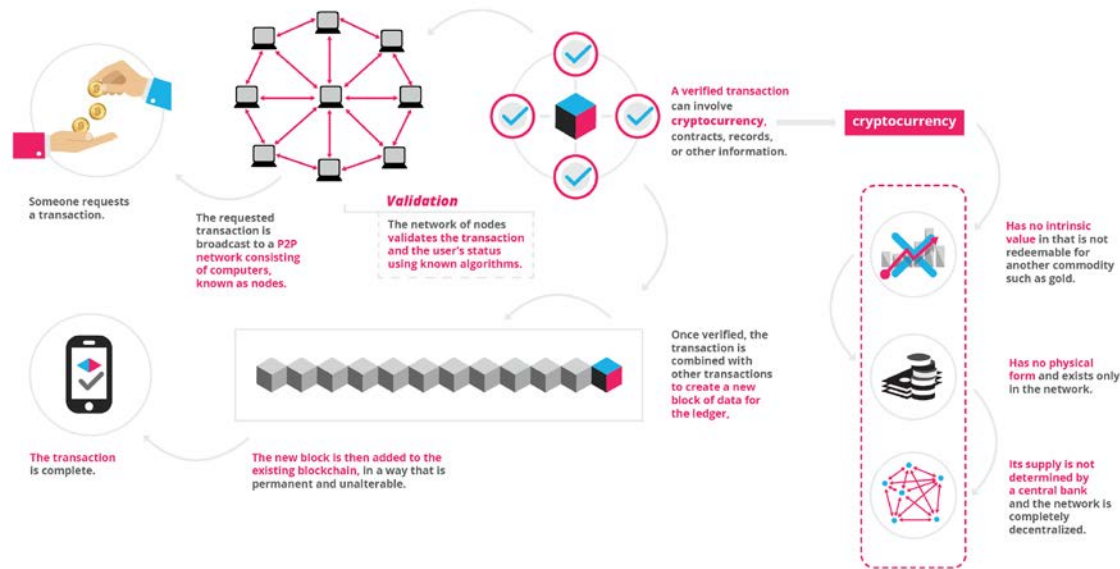 Someone requests
a transaction.
The requested
transaction is
broadcast to a P2P
network consisting
of computers,
known as nodes.
Validation
The network of nodes
validates the transaction
and the user's status
using known algorithms.
A verified transaction
can involve
cryptocurrency,
contracts, records,
or other information.
cryptocurrency
Has no intrinsic
value in that is not
redeemable for
another commodity
such as gold.
Has no physical
form and exists only
in the network.
Its supply is not
determined by
a central bank
and the network is
completely
decentralized.
Once verified, the
transaction is
combined with
other transactions
to create a new
block of data for
the ledger,
The new block is then added to the
existing blockchain, in a way that is
permanent and unalterable.
The transaction
is complete.